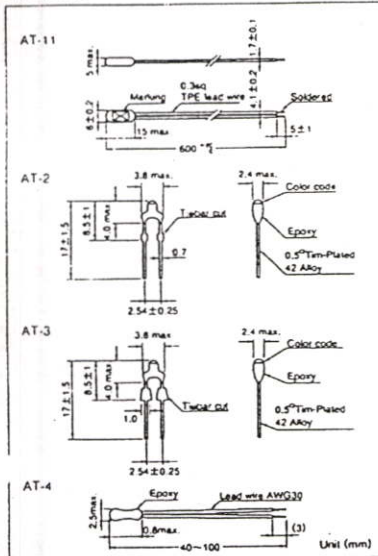 AT-11
5 max.
1.7±0.1
0.3sq
TPE lead wire
Marking
4.1±0.2
Soldered
6±0.2
15 max
5±1
600
AT-2
3.8 max.
2.4 max.
Color code
17±1.5
8.5±1
4.0 max
Tiebar cut
Epoxy
0.7
0.5 Tim-Plated
42 Alloy
2.54±0.25
AT-3
3.8 max
2.4 max.
Color code
17±1.5
8.5±1
4.0 max
Epoxy
1.0
Tiebar cut
0.5 Tim-Plated
42 Alloy
2.54±0.25
AT-4
Epoxy
Lead wire AWG30
2.5max.
0.8max.
(3)
40~100
Unit (mm)